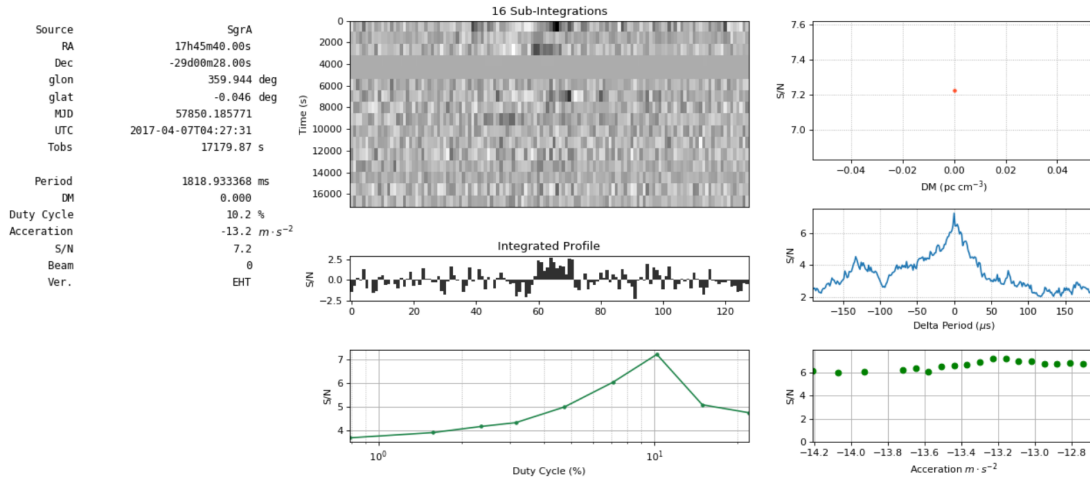 Source SgrA
RA 17h45m40.00s
Dec -29d00m28.00s
glon 359.944 deg
glat -0.046 deg
MJD 57850.185771
UTC 2017-04-07T04:27:31
Tobs 17179.87 s
Period 1818.933368 ms
DM 0.000
Duty Cycle 10.2 %
Acceration -13.2 m · s⁻²
S/N 7.2
Beam 0
Ver. EHT
16 Sub-Integrations
Time (s)
0
2000
4000
6000
8000
10000
12000
14000
16000
Integrated Profile
S/N
2.5
0.0
−2.5
0 20 40 60 80 100 120
S/N
7
6
5
4
10⁰ 10¹
Duty Cycle (%)
S/N
7.6
7.4
7.2
7.0
−0.04 −0.02 0.00 0.02 0.04
DM (pc cm⁻³)
S/N
6
4
2
−150 −100 −50 0 50 100 150
Delta Period (μs)
S/N
6
4
2
0
−14.2 −14.0 −13.8 −13.6 −13.4 −13.2 −13.0 −12.8
Acceration m · s⁻²